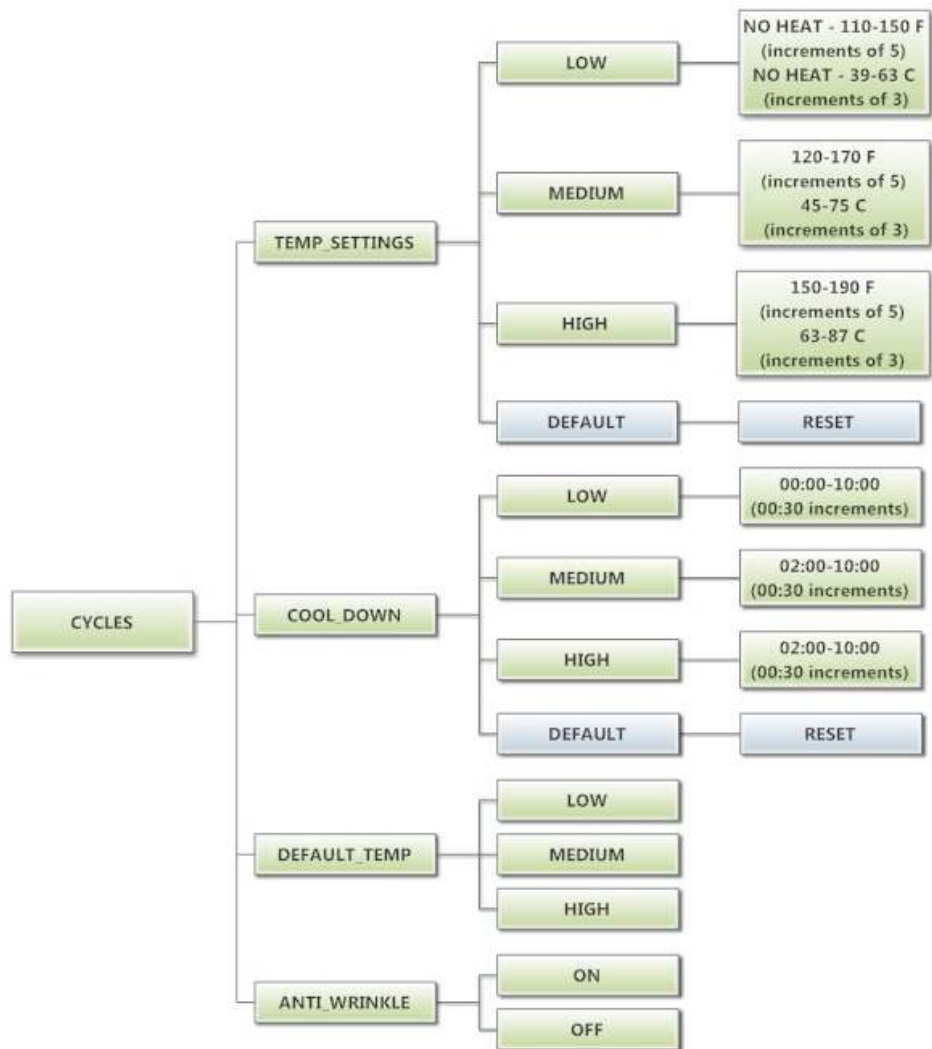 CYCLES
TEMP_SETTINGS
LOW
NO HEAT - 110-150 F
(increments of 5)
NO HEAT - 39-63 C
(increments of 3)
MEDIUM
120-170 F
(increments of 5)
45-75 C
(increments of 3)
HIGH
150-190 F
(increments of 5)
63-87 C
(increments of 3)
DEFAULT
RESET
COOL_DOWN
LOW
00:00-10:00
(00:30 increments)
MEDIUM
02:00-10:00
(00:30 increments)
HIGH
02:00-10:00
(00:30 increments)
DEFAULT
RESET
DEFAULT_TEMP
LOW
MEDIUM
HIGH
ANTI_WRINKLE
ON
OFF